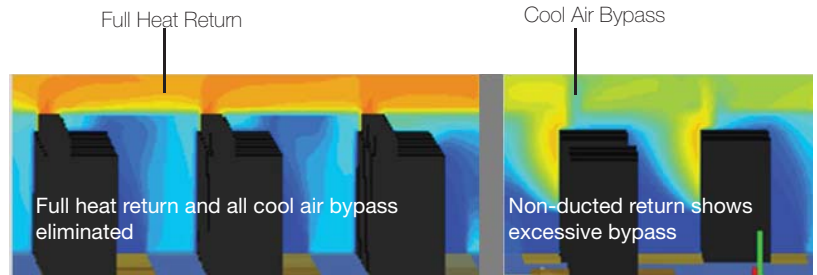 Full Heat Return
Cool Air Bypass
Full heat return and all cool air bypass
eliminated
Non-ducted return shows
excessive bypass